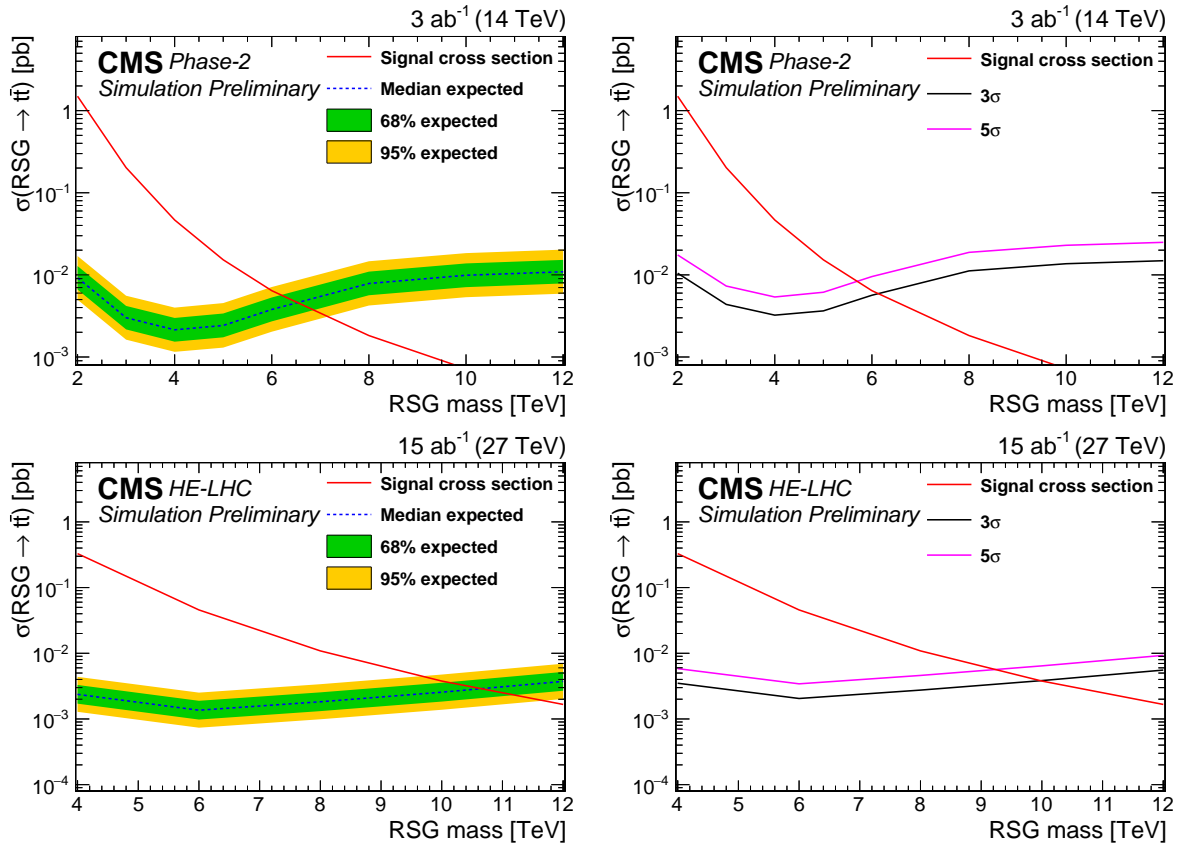 3 ab⁻¹ (14 TeV)
CMS Phase-2
Simulation Preliminary
Signal cross section
Median expected
68% expected
95% expected
σ(RSG → tt̄) [pb]
1
10⁻¹
10⁻²
10⁻³
2 4 6 8 10 12
RSG mass [TeV]
3 ab⁻¹ (14 TeV)
CMS Phase-2
Simulation Preliminary
Signal cross section
3σ
5σ
σ(RSG → tt̄) [pb]
1
10⁻¹
10⁻²
10⁻³
2 4 6 8 10 12
RSG mass [TeV]
15 ab⁻¹ (27 TeV)
CMS HE-LHC
Simulation Preliminary
Signal cross section
Median expected
68% expected
95% expected
σ(RSG → tt̄) [pb]
1
10⁻¹
10⁻²
10⁻³
10⁻⁴
4 5 6 7 8 9 10 11 12
RSG mass [TeV]
15 ab⁻¹ (27 TeV)
CMS HE-LHC
Simulation Preliminary
Signal cross section
3σ
5σ
σ(RSG → tt̄) [pb]
1
10⁻¹
10⁻²
10⁻³
10⁻⁴
4 5 6 7 8 9 10 11 12
RSG mass [TeV]